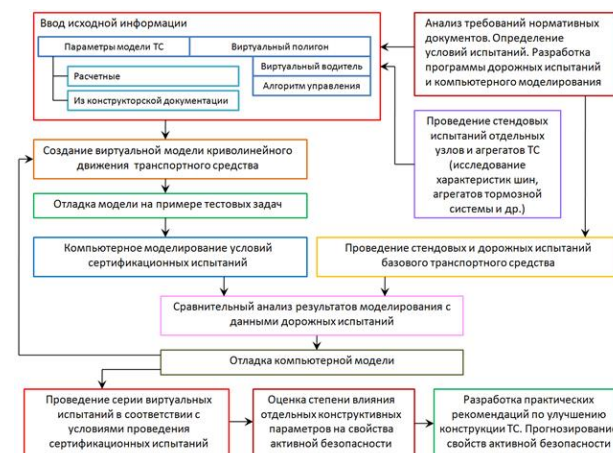 Ввод исходной информации
Параметры модели ТС
Виртуальный полигон
Расчетные
Виртуальный водитель
Из конструкторской документации
Алгоритм управления
Анализ требований нормативных
документов. Определение
условий испытаний. Разработка
программы дорожных испытаний
и компьютерного моделирования
Проведение стендовых
испытаний отдельных
узлов и агрегатов ТС
(исследование
характеристик шин,
агрегатов тормозной
системы и др.)
Создание виртуальной модели криволинейного
движения транспортного средства
Отладка модели на примере тестовых задач
Компьютерное моделирование условий
сертификационных испытаний
Проведение стендовых и дорожных испытаний
базового транспортного средства
Сравнительный анализ результатов моделирования с
данными дорожных испытаний
Отладка компьютерной модели
Проведение серии виртуальных
испытаний в соответствии с
условиями проведения
сертификационных испытаний
Оценка степени влияния
отдельных конструктивных
параметров на свойства
активной безопасности
Разработка практических
рекомендаций по улучшению
конструкции ТС. Прогнозирование
свойств активной безопасности